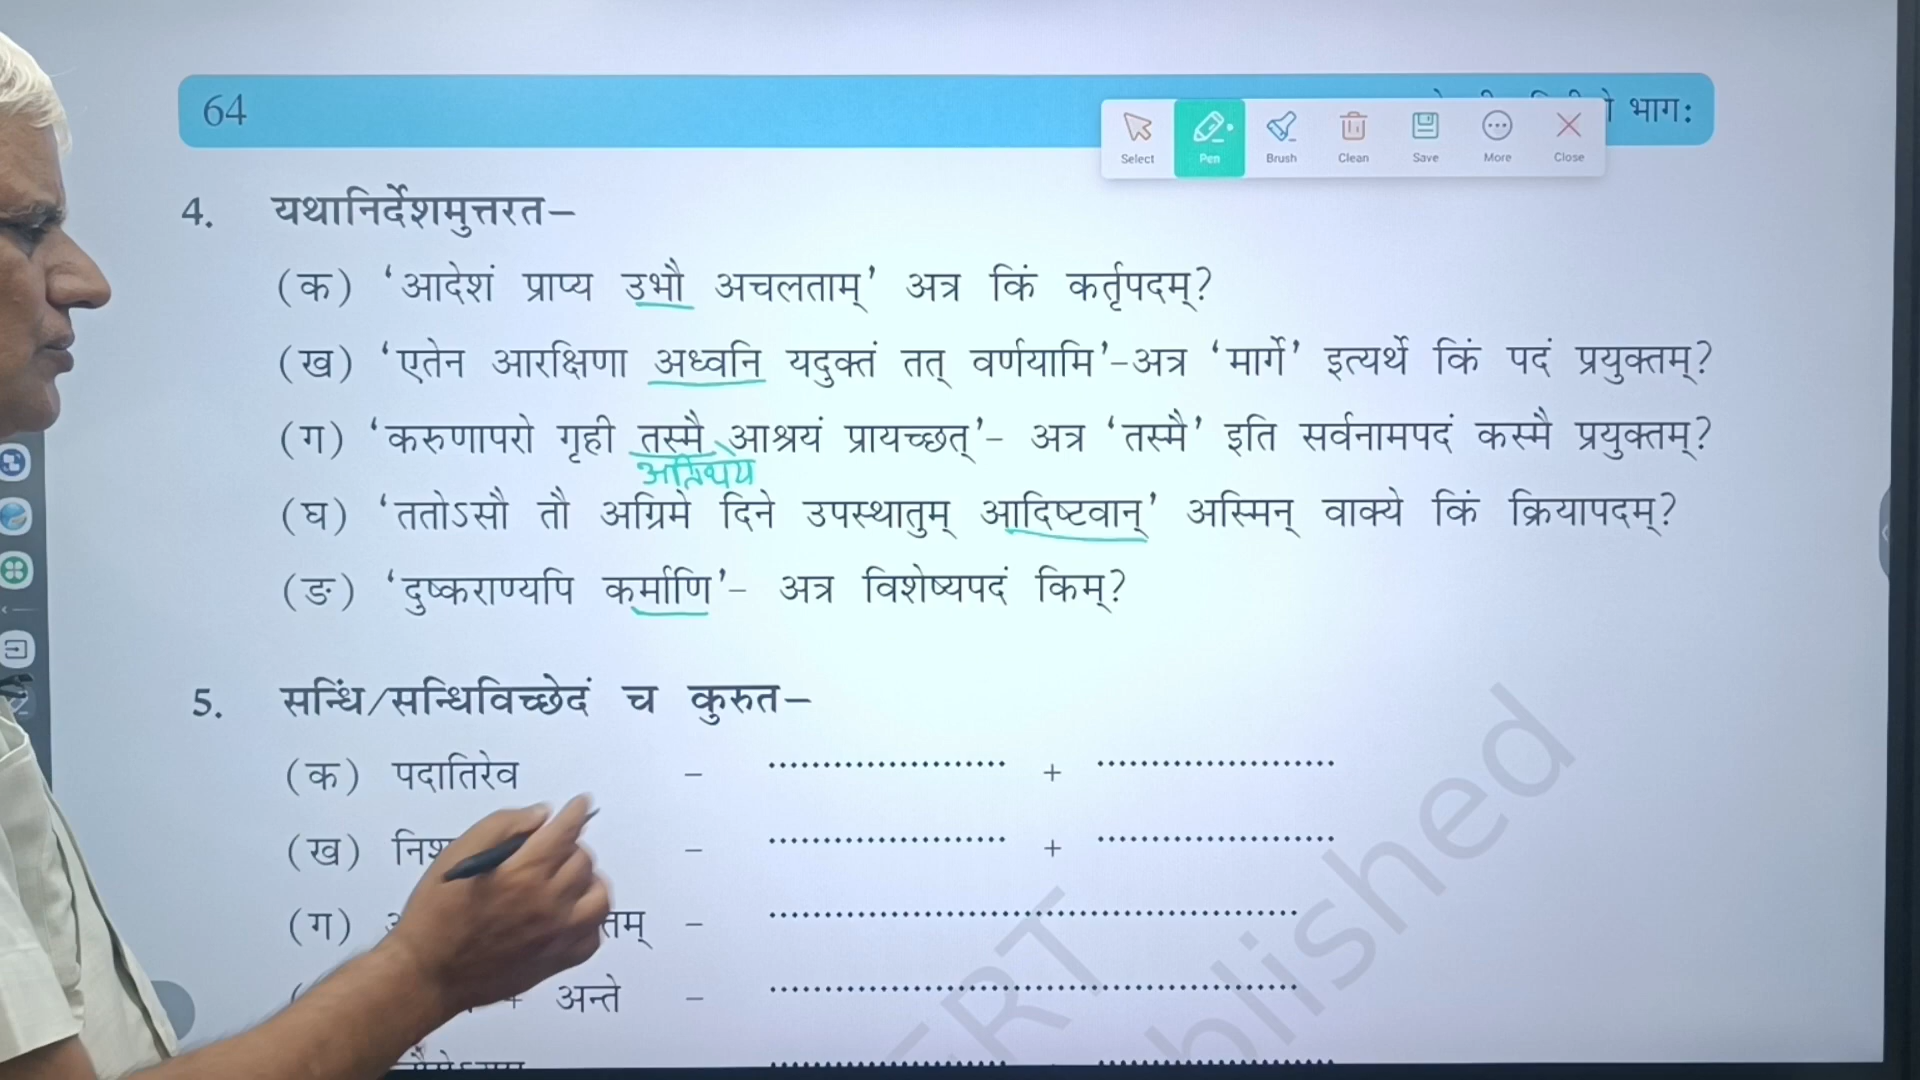 64
भागः
Select Pen Brush Clean Save More Close
4. यथानिर्देशमुत्तरत–
(क) ‘आदेशं प्राप्य उभौ अचलताम्’ अत्र किं कर्तृपदम्?
(ख) ‘एतेन आरक्षिणा अध्वनि यदुक्तं तत् वर्णयामि’-अत्र ‘मार्गे’ इत्यर्थे किं पदं प्रयुक्तम्?
(ग) ‘करुणापरो गृही तस्मै आश्रयं प्रायच्छत्’- अत्र ‘तस्मै’ इति सर्वनामपदं कस्मै प्रयुक्तम्?
(घ) ‘ततोऽसौ तौ अग्रिमे दिने उपस्थातुम् आदिष्टवान्’ अस्मिन् वाक्ये किं क्रियापदम्?
(ङ) ‘दुष्कराण्यपि कर्माणि’- अत्र विशेष्यपदं किम्?
5. सन्धिं/सन्धिविच्छेदं च कुरुत–
(क) पदातिरेव – ........................ + ........................
(ख) – ........................ + ........................
(ग) – ........................................................
+ अन्ते – ........................................................